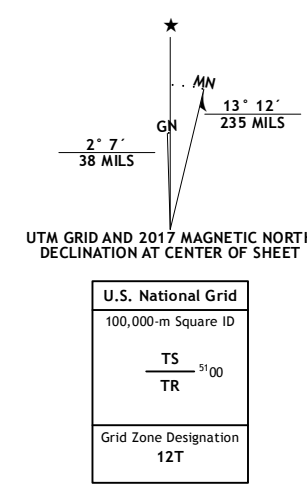 ★
MN
GN
13° 12´
235 MILS
2° 7´
38 MILS
UTM GRID AND 2017 MAGNETIC NORTH
DECLINATION AT CENTER OF SHEET
U.S. National Grid
100,000-m Square ID
TS
5100
TR
Grid Zone Designation
12T